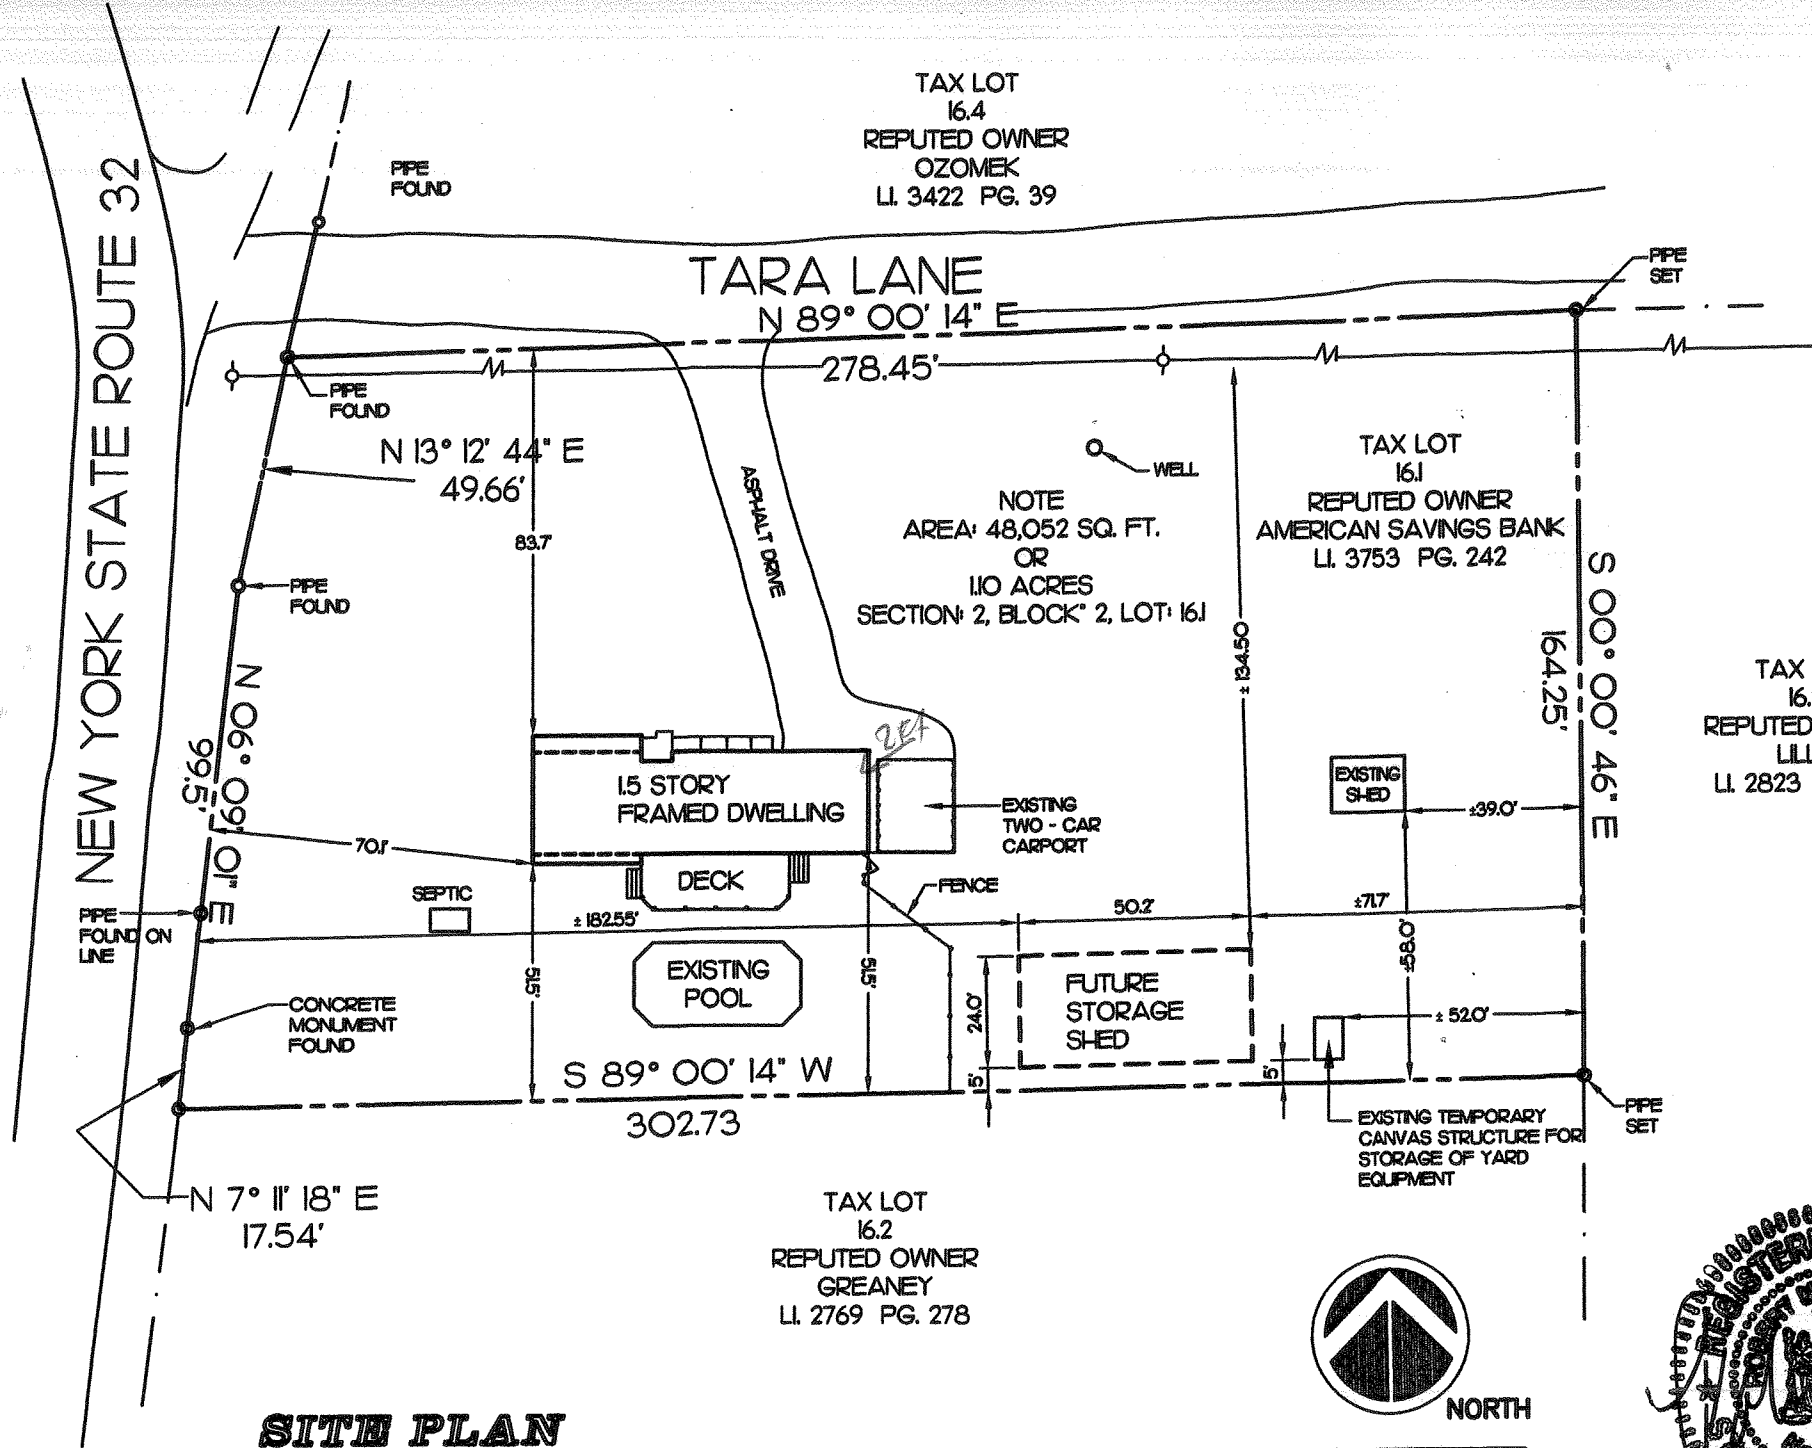 TAX LOT
16.4
REPUTED OWNER
OZOMEK
LI. 3422 PG. 39
PIPE
FOUND
NEW YORK STATE ROUTE 32
TARA LANE
N 89° 00' 14" E
278.45'
PIPE
SET
PIPE
FOUND
N 13° 12' 44" E
49.66'
83.7'
ASPHALT DRIVE
WELL
NOTE
AREA: 48,052 SQ. FT.
OR
1.10 ACRES
SECTION: 2, BLOCK" 2, LOT: 16.1
TAX LOT
16.1
REPUTED OWNER
AMERICAN SAVINGS BANK
LI. 3753 PG. 242
S 00° 00' 46" E
164.25'
PIPE
FOUND
N 06° 09' 01" E
99.5'
± 134.50
TAX
16.
REPUTED
LILL
LI. 2823
1.5 STORY
FRAMED DWELLING
EXISTING
TWO - CAR
CARPORT
EXISTING
SHED
±39.0'
70.1'
SEPTIC
DECK
FENCE
PIPE
FOUND ON
LINE
± 182.55'
50.2'
±71.7'
±58.0'
EXISTING
POOL
51.5'
51.5'
24.0'
FUTURE
STORAGE
SHED
± 52.0'
CONCRETE
MONUMENT
FOUND
S 89° 00' 14" W
302.73
5'
5'
EXISTING TEMPORARY
CANVAS STRUCTURE FOR
STORAGE OF YARD
EQUIPMENT
PIPE
SET
N 7° 11' 18" E
17.54'
TAX LOT
16.2
REPUTED OWNER
GREANEY
LI. 2769 PG. 278
NORTH
SITE PLAN